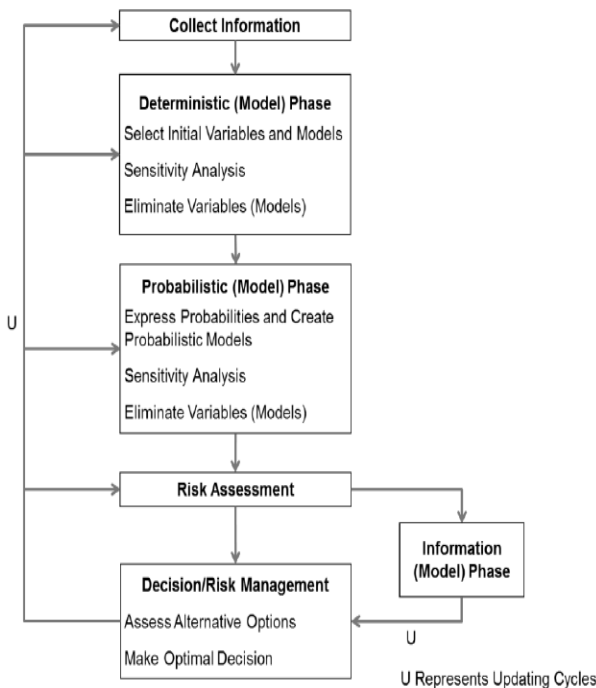 Collect Information
Deterministic (Model) Phase
Select Initial Variables and Models
Sensitivity Analysis
Eliminate Variables (Models)
Probabilistic (Model) Phase
Express Probabilities and Create
Probabilistic Models
Sensitivity Analysis
Eliminate Variables (Models)
U
Risk Assessment
Information
(Model) Phase
Decision/Risk Management
Assess Alternative Options
Make Optimal Decision
U
U Represents Updating Cycles